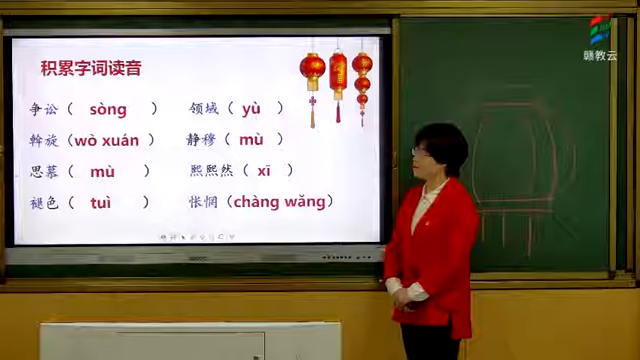 积累字词读音
争讼（ sòng ） 领域（ yù ）
斡旋（wò xuán） 静穆（ mù ）
思慕（ mù ） 熙熙然（ xī ）
褪色（ tuì ） 怅惘（chàng wǎng）
赣教云